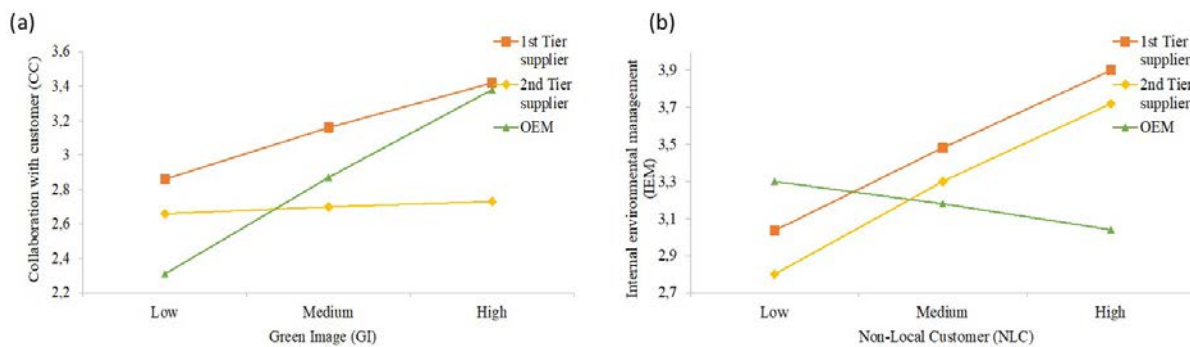 (a)
Collaboration with customer (CC)
3,6
3,4
3,2
3
2,8
2,6
2,4
2,2
Low
Medium
High
Green Image (GI)
1st Tier
supplier
2nd Tier
supplier
OEM
(b)
Internal environmental management
(IEM)
3,9
3,7
3,5
3,3
3,1
2,9
2,7
Low
Medium
High
Non-Local Customer (NLC)
1st Tier
supplier
2nd Tier
supplier
OEM